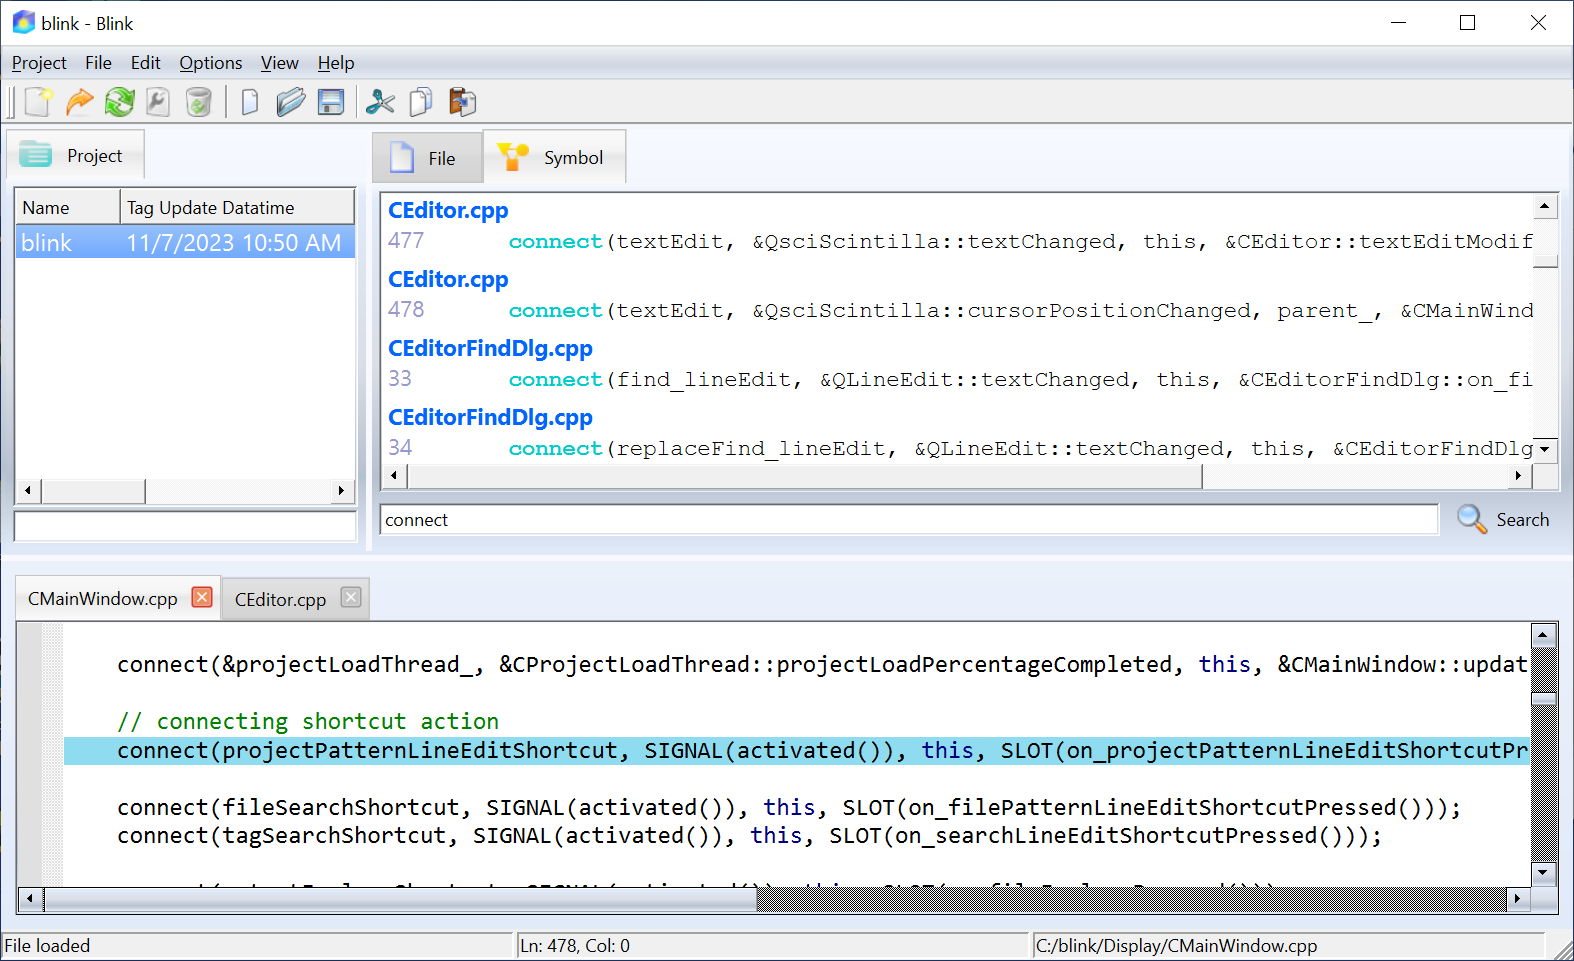 blink - Blink
Project File Edit Options View Help
Project
File Symbol
Name Tag Update Datatime
blink 11/7/2023 10:50 AM
CEditor.cpp
477 connect(textEdit, &QsciScintilla::textChanged, this, &CEditor::textEditModif
CEditor.cpp
478 connect(textEdit, &QsciScintilla::cursorPositionChanged, parent_, &CMainWind
CEditorFindDlg.cpp
33 connect(find_lineEdit, &QLineEdit::textChanged, this, &CEditorFindDlg::on_fi
CEditorFindDlg.cpp
34 connect(replaceFind_lineEdit, &QLineEdit::textChanged, this, &CEditorFindDlg
connect Search
CMainWindow.cpp CEditor.cpp
connect(&projectLoadThread_, &CProjectLoadThread::projectLoadPercentageCompleted, this, &CMainWindow::updat
// connecting shortcut action
connect(projectPatternLineEditShortcut, SIGNAL(activated()), this, SLOT(on_projectPatternLineEditShortcutPr
connect(fileSearchShortcut, SIGNAL(activated()), this, SLOT(on_filePatternLineEditShortcutPressed()));
connect(tagSearchShortcut, SIGNAL(activated()), this, SLOT(on_searchLineEditShortcutPressed()));
File loaded Ln: 478, Col: 0 C:/blink/Display/CMainWindow.cpp